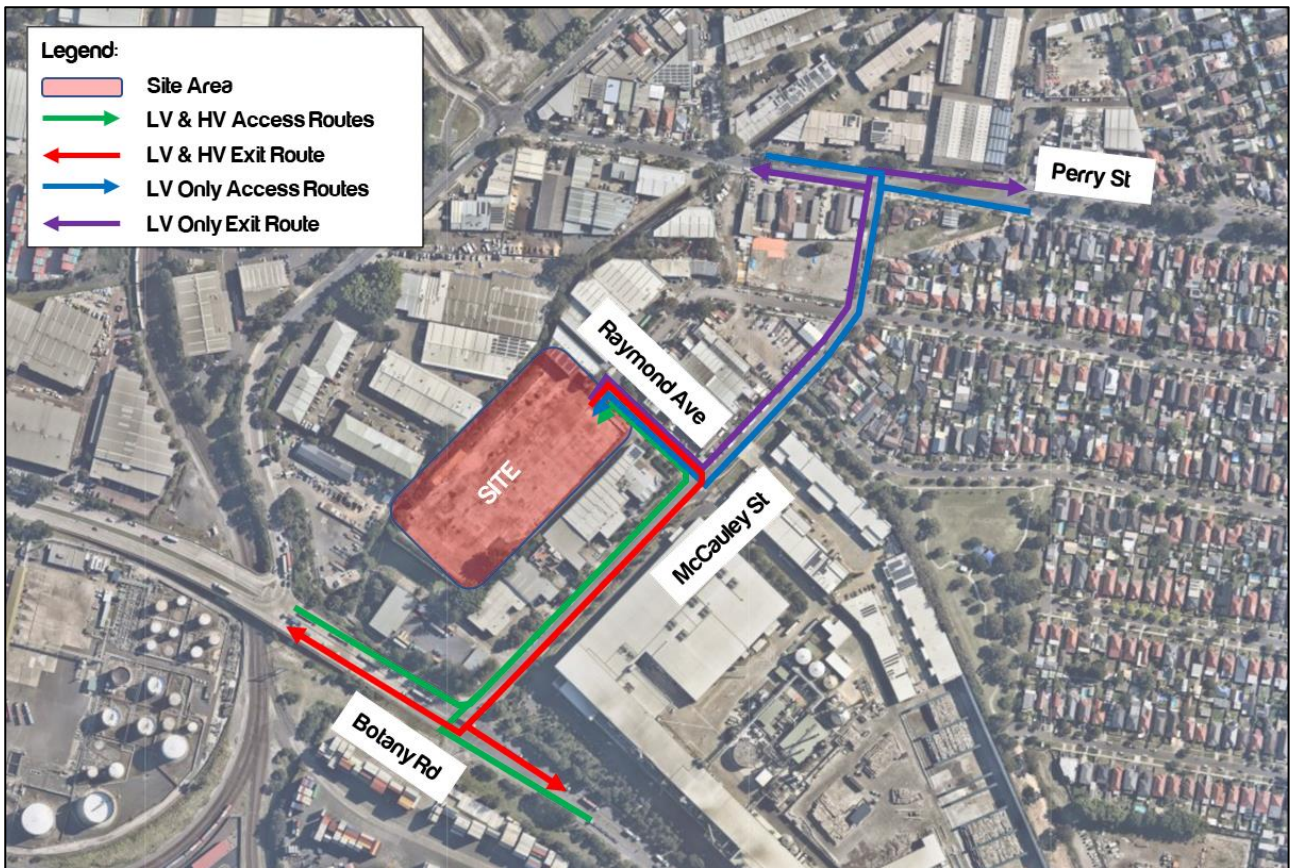 Legend:
Site Area
LV & HV Access Routes
LV & HV Exit Route
LV Only Access Routes
LV Only Exit Route
Perry St
Raymond Ave
SITE
McCauley St
Botany Rd